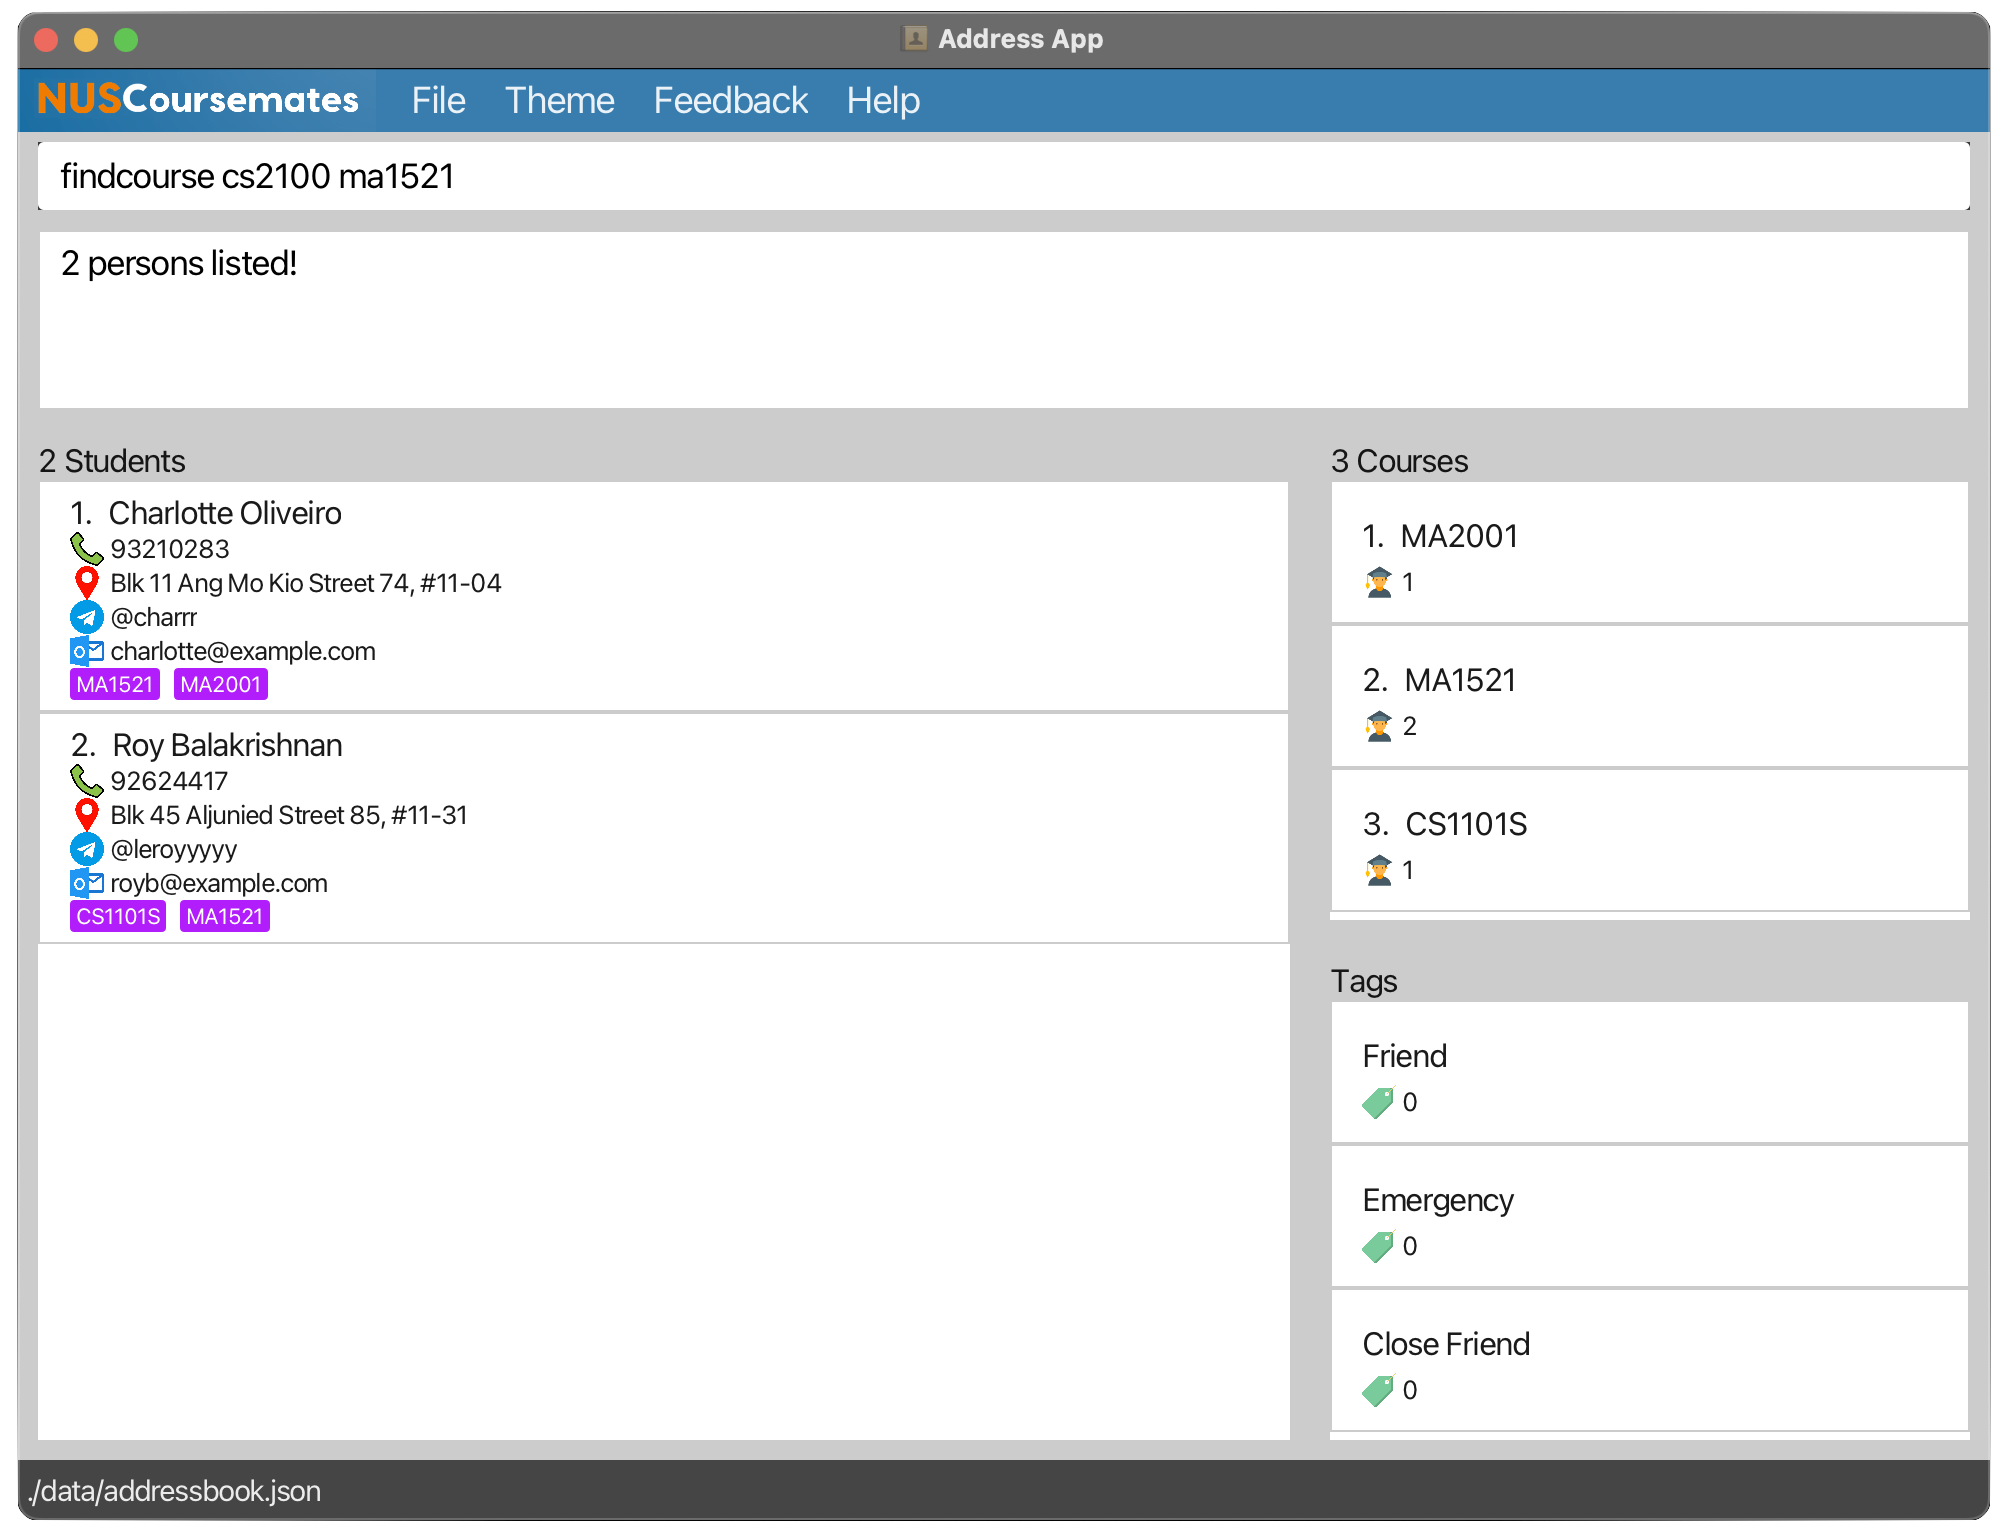 Address App
NUSCoursemates File Theme Feedback Help
findcourse cs2100 ma1521
2 persons listed!
2 Students
1. Charlotte Oliveiro
93210283
Blk 11 Ang Mo Kio Street 74, #11-04
@charrr
charlotte@example.com
MA1521 MA2001
2. Roy Balakrishnan
92624417
Blk 45 Aljunied Street 85, #11-31
@leroyyyyy
royb@example.com
CS1101S MA1521
3 Courses
1. MA2001
1
2. MA1521
2
3. CS1101S
1
Tags
Friend
0
Emergency
0
Close Friend
0
./data/addressbook.json